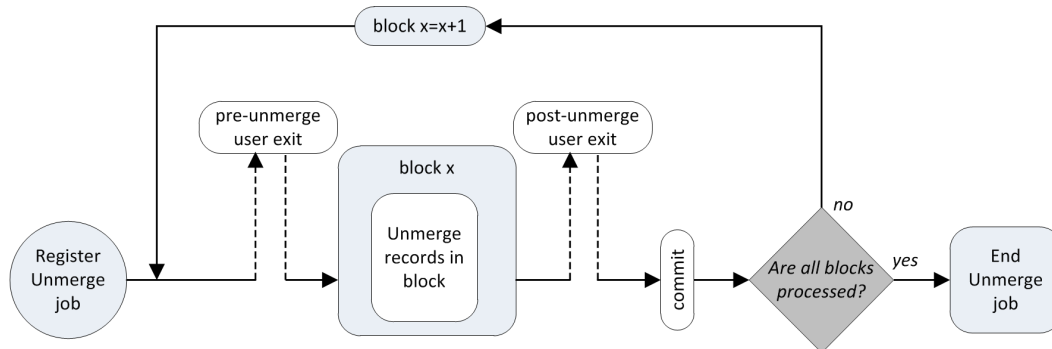 block x=x+1
pre-unmerge
user exit
post-unmerge
user exit
block x
Unmerge
records in
block
Register
Unmerge
job
commit
Are all blocks
processed?
no
yes
End
Unmerge
job